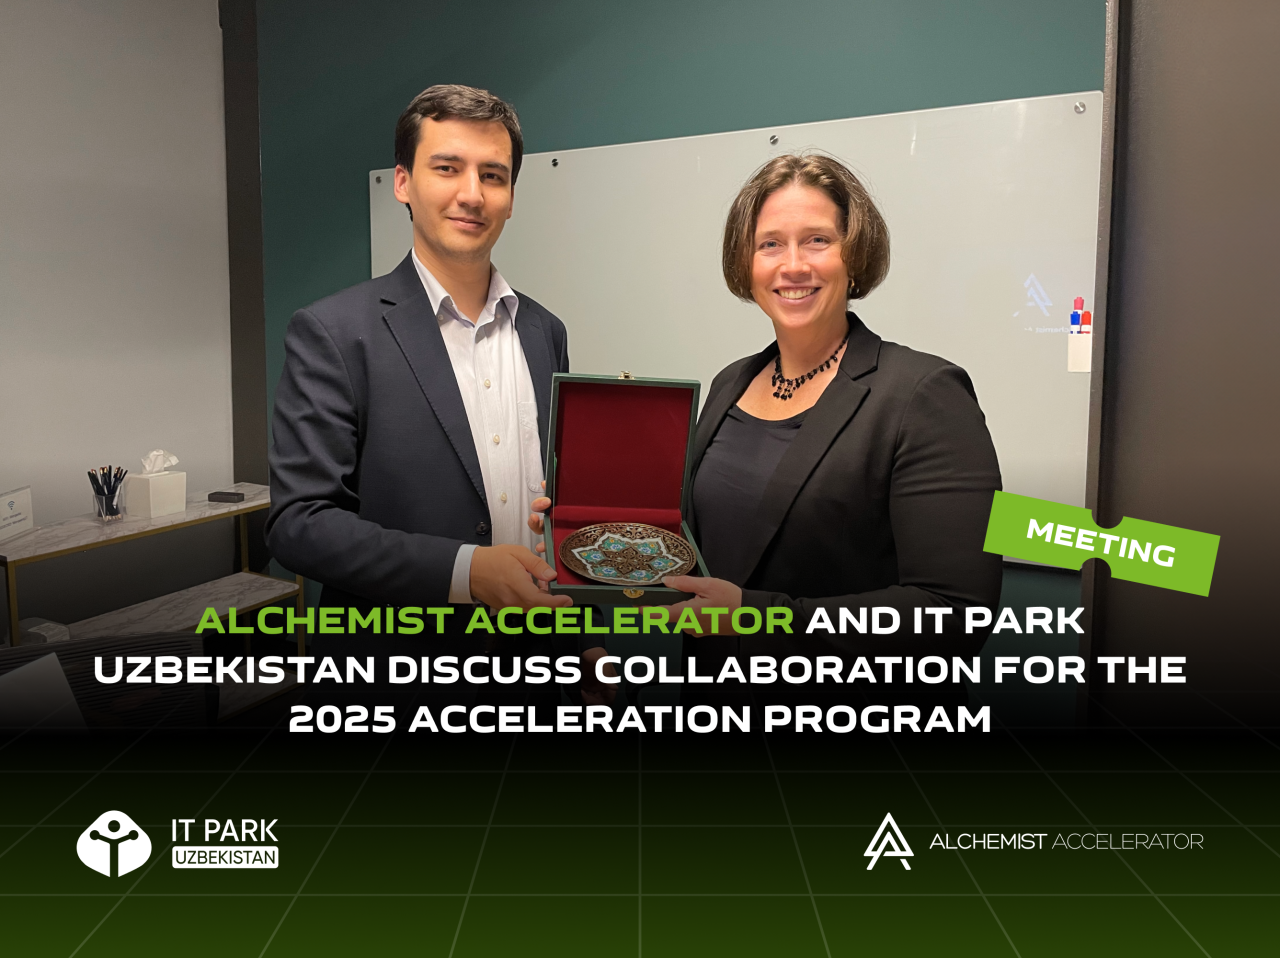 MEETING
ALCHEMIST ACCELERATOR AND IT PARK
UZBEKISTAN DISCUSS COLLABORATION FOR THE
2025 ACCELERATION PROGRAM
IT PARK
UZBEKISTAN
ALCHEMIST ACCELERATOR